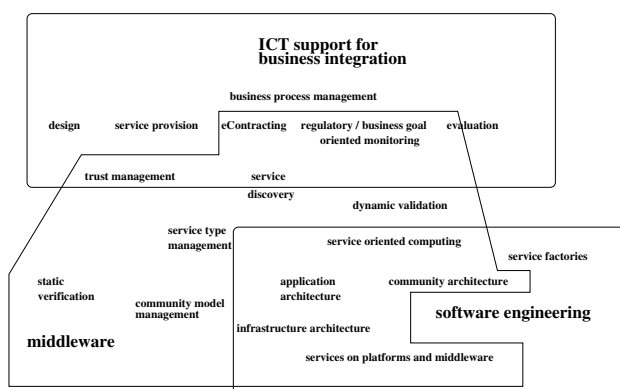 ICT support for
business integration
business process management
design
service provision
eContracting
regulatory / business goal
oriented monitoring
evaluation
trust management
service
discovery
dynamic validation
service type
management
service oriented computing
service factories
static
verification
application
architecture
community architecture
community model
management
software engineering
infrastructure architecture
middleware
services on platforms and middleware